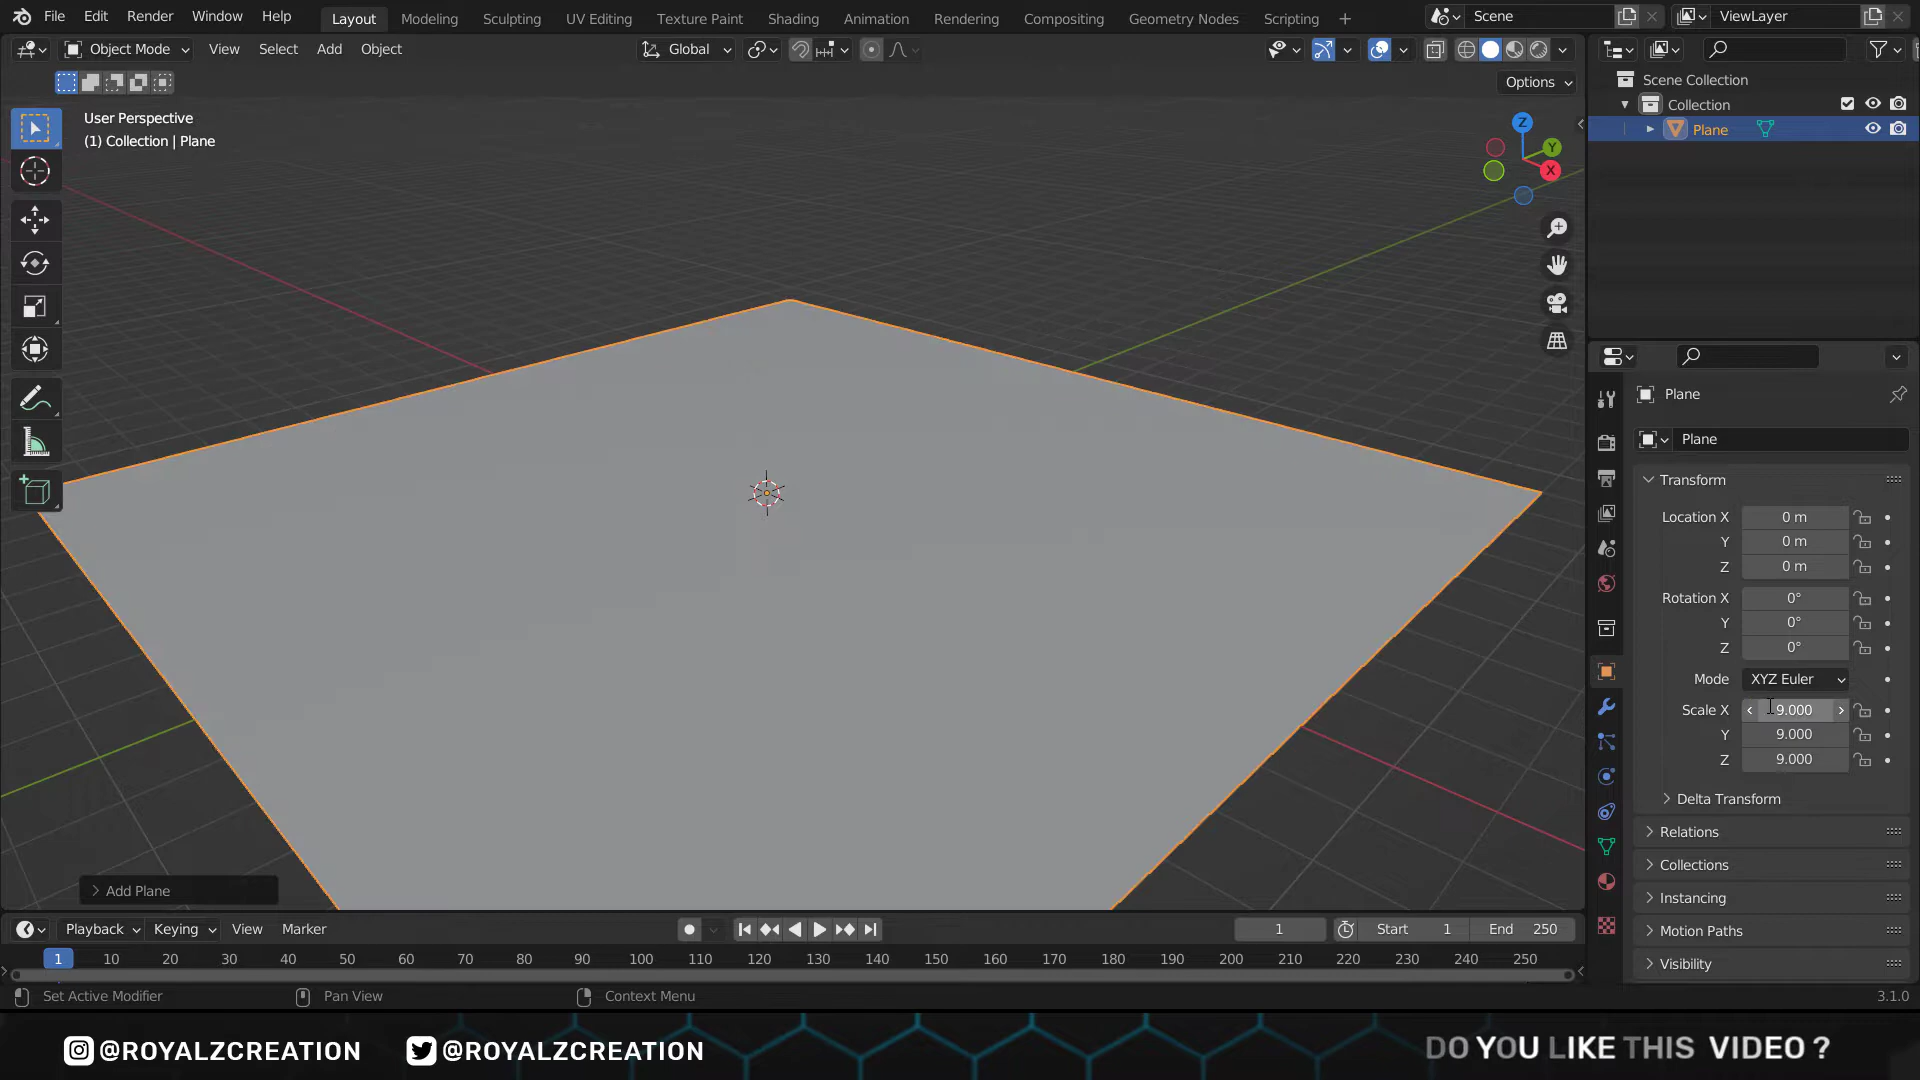 File Edit Render Window Help Layout Modeling Sculpting UV Editing Texture Paint Shading Animation Rendering Compositing Geometry Nodes Scripting + Scene ViewLayer
Object Mode View Select Add Object Global
Options
User Perspective
(1) Collection | Plane
Z
Y
X
Scene Collection
Collection
Plane
Plane
Plane
Transform
Location X 0 m
Y 0 m
Z 0 m
Rotation X 0°
Y 0°
Z 0°
Mode XYZ Euler
Scale X 9.000
Y 9.000
Z 9.000
Delta Transform
Relations
Collections
Instancing
Motion Paths
Visibility
Add Plane
Playback Keying View Marker 1 Start 1 End 250
1 10 20 30 40 50 60 70 80 90 100 110 120 130 140 150 160 170 180 190 200 210 220 230 240 250
Set Active Modifier Pan View Context Menu 3.1.0
@ROYALZCREATION @ROYALZCREATION DO YOU LIKE THIS VIDEO ?